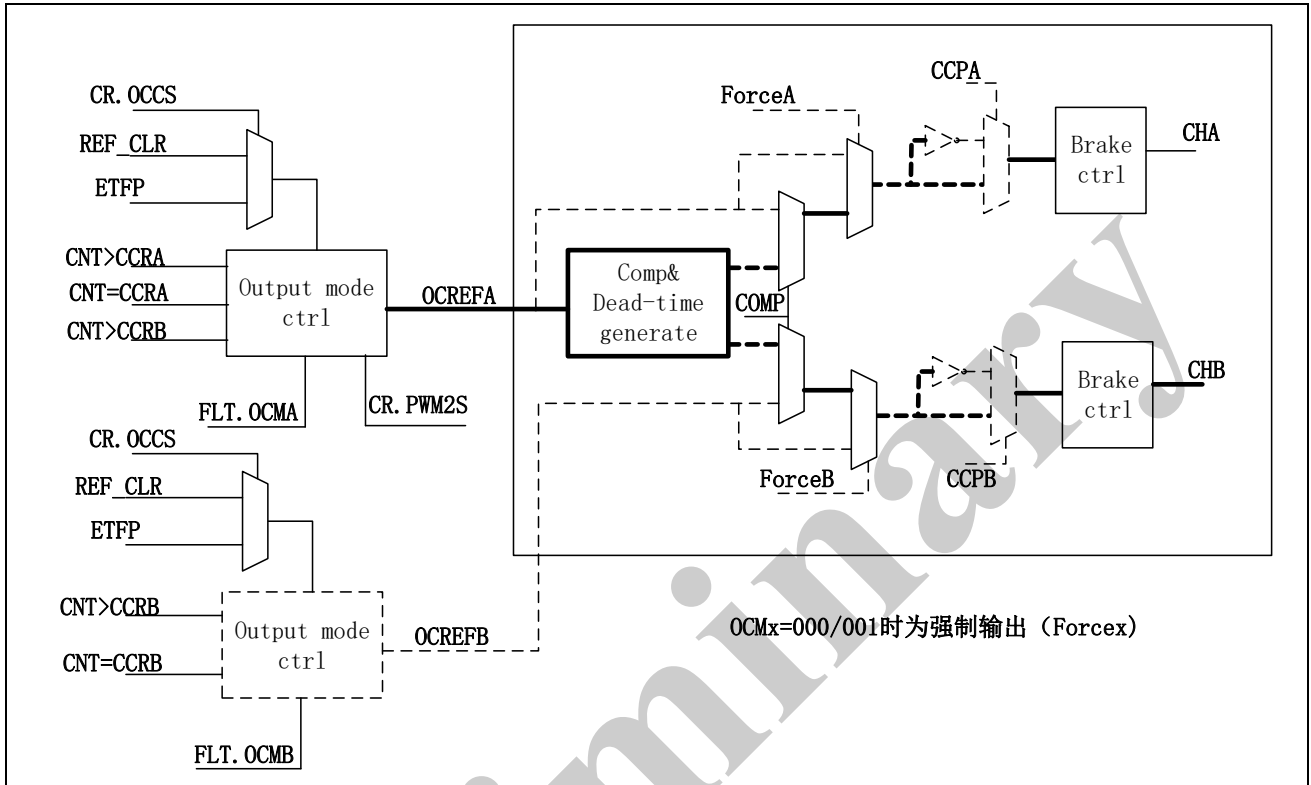 CR.OCCS
REF_CLR
ETFP
CNT>CCRA
CNT=CCRA
CNT>CCRB
Output mode
ctrl
FLT.OCMA
CR.PWM2S
OCREFA
Comp&
Dead-time
generate
COMP
ForceA
CCPA
Brake
ctrl
CHA
CR.OCCS
REF_CLR
ETFP
CNT>CCRB
CNT=CCRB
Output mode
ctrl
FLT.OCMB
OCREFB
ForceB
CCPB
Brake
ctrl
CHB
OCMx=000/001时为强制输出（Forcex）
minary